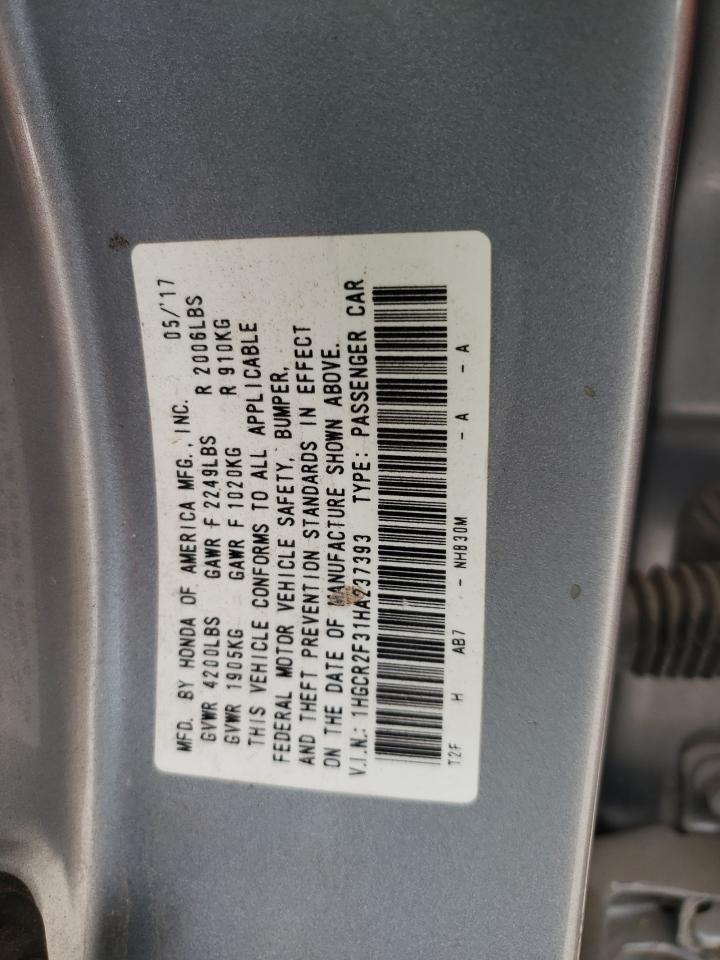 MFD. BY HONDA OF AMERICA MFG., INC. 05/'17
GVWR 4200LBS GAWR F 2249LBS R 2006LBS
GVWR 1905KG GAWR F 1020KG R 910KG
THIS VEHICLE CONFORMS TO ALL APPLICABLE
FEDERAL MOTOR VEHICLE SAFETY, BUMPER,
AND THEFT PREVENTION STANDARDS IN EFFECT
ON THE DATE OF MANUFACTURE SHOWN ABOVE.
V.I.N.: 1HGCR2F31HA237393 TYPE: PASSENGER CAR
T2F H AB7 - NH830M - A - A